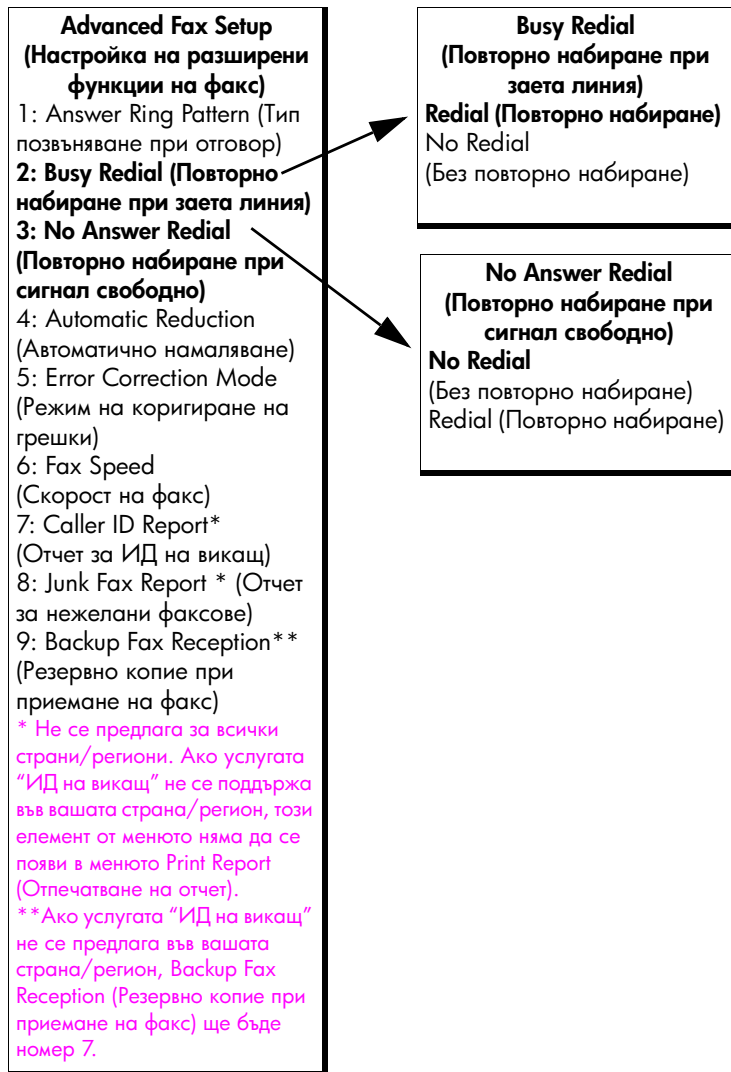 Advanced Fax Setup
(Настройка на разширени
функции на факс)
1: Answer Ring Pattern (Тип
позвъняване при отговор)
2: Busy Redial (Повторно
набиране при заета линия)
3: No Answer Redial
(Повторно набиране при
сигнал свободно)
4: Automatic Reduction
(Автоматично намаляване)
5: Error Correction Mode
(Режим на коригиране на
грешки)
6: Fax Speed
(Скорост на факс)
7: Caller ID Report*
(Отчет за ИД на викащ)
8: Junk Fax Report * (Отчет
за нежелани факсове)
9: Backup Fax Reception**
(Резервно копие при
приемане на факс)
* Не се предлага за всички
страни/региони. Ако услугата
“ИД на викащ” не се поддържа
във вашата страна/регион, този
елемент от менюто няма да се
появи в менюто Print Report
(Отпечатване на отчет).
**Ако услугата “ИД на викащ”
не се предлага във вашата
страна/регион, Backup Fax
Reception (Резервно копие при
приемане на факс) ще бъде
номер 7.
Busy Redial
(Повторно набиране при
заета линия)
Redial (Повторно набиране)
No Redial
(Без повторно набиране)
No Answer Redial
(Повторно набиране при
сигнал свободно)
No Redial
(Без повторно набиране)
Redial (Повторно набиране)